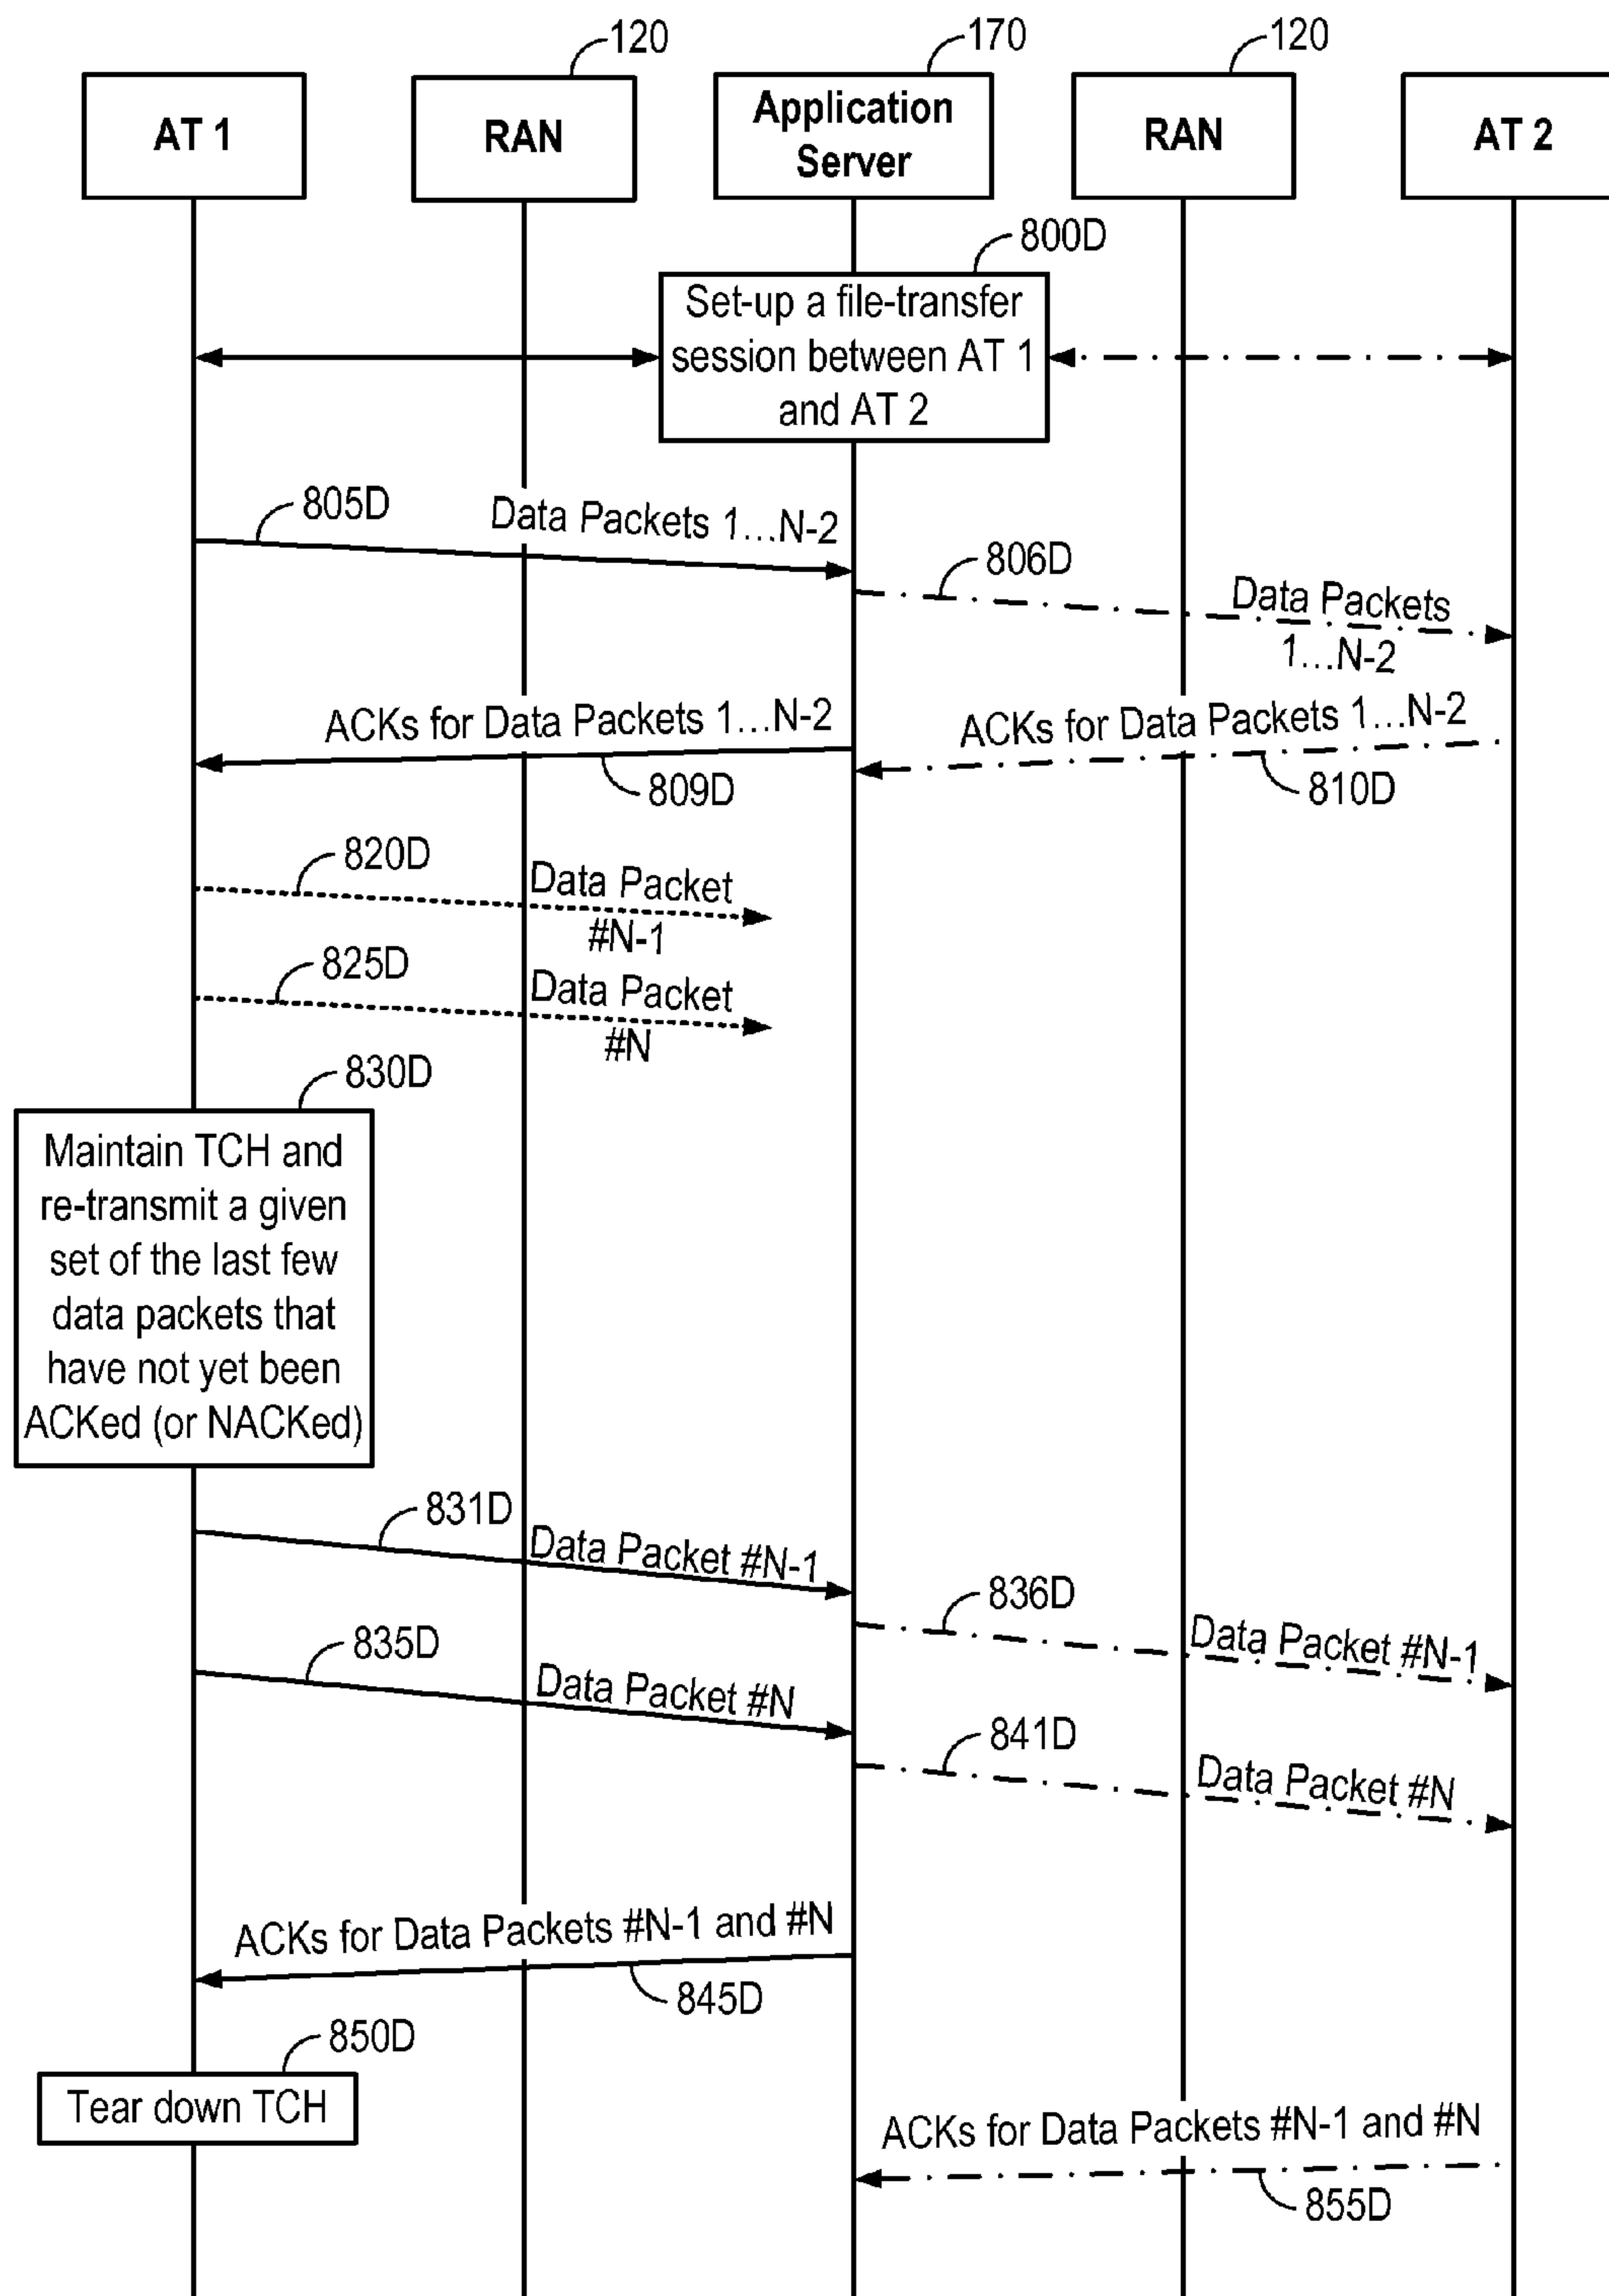 120
170
120
AT 1
RAN
Application
Server
RAN
AT 2
800D
Set-up a file-transfer
session between AT 1
and AT 2
805D
Data Packets 1...N-2
806D
Data Packets
1...N-2
ACKs for Data Packets 1...N-2
ACKs for Data Packets 1...N-2
809D
810D
820D
Data Packet
#N-1
825D
Data Packet
#N
830D
Maintain TCH and
re-transmit a given
set of the last few
data packets that
have not yet been
ACKed (or NACKed)
831D
Data Packet #N-1
836D
Data Packet #N-1
835D
Data Packet #N
841D
Data Packet #N
ACKs for Data Packets #N-1 and #N
845D
850D
Tear down TCH
ACKs for Data Packets #N-1 and #N
855D